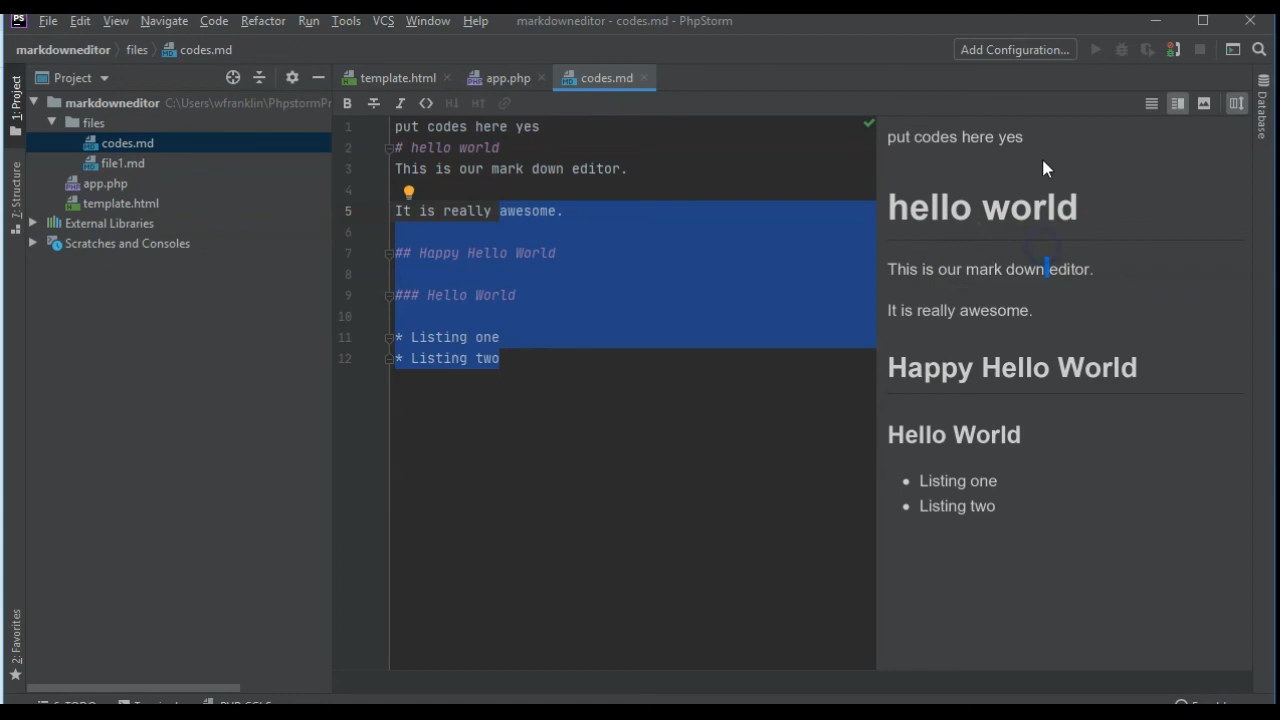 PS File Edit View Navigate Code Refactor Run Tools VCS Window Help markdowneditor - codes.md - PhpStorm
markdowneditor files codes.md Add Configuration...
1: Project
Project
template.html app.php codes.md
markdowneditor C:\Users\wfranklin\PhpstormPr
files
codes.md
file1.md
app.php
template.html
External Libraries
Scratches and Consoles
Z: Structure
2: Favorites
B I
1 put codes here yes
2 # hello world
3 This is our mark down editor.
4
5 It is really awesome.
6
7 ## Happy Hello World
8
9 ### Hello World
10
11 * Listing one
12 * Listing two
put codes here yes
hello world
This is our mark down editor.
It is really awesome.
Happy Hello World
Hello World
• Listing one
• Listing two
Database